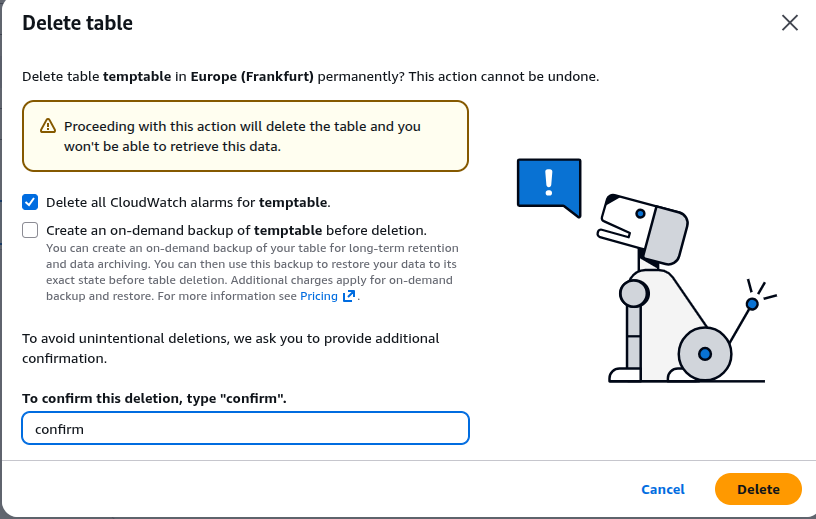 Delete table
Delete table temptable in Europe (Frankfurt) permanently? This action cannot be undone.
Proceeding with this action will delete the table and you
won't be able to retrieve this data.
Delete all CloudWatch alarms for temptable.
Create an on-demand backup of temptable before deletion.
You can create an on-demand backup of your table for long-term retention
and data archiving. You can then use this backup to restore your data to its
exact state before table deletion. Additional charges apply for on-demand
backup and restore. For more information see Pricing.
To avoid unintentional deletions, we ask you to provide additional
confirmation.
To confirm this deletion, type "confirm".
confirm
Cancel
Delete